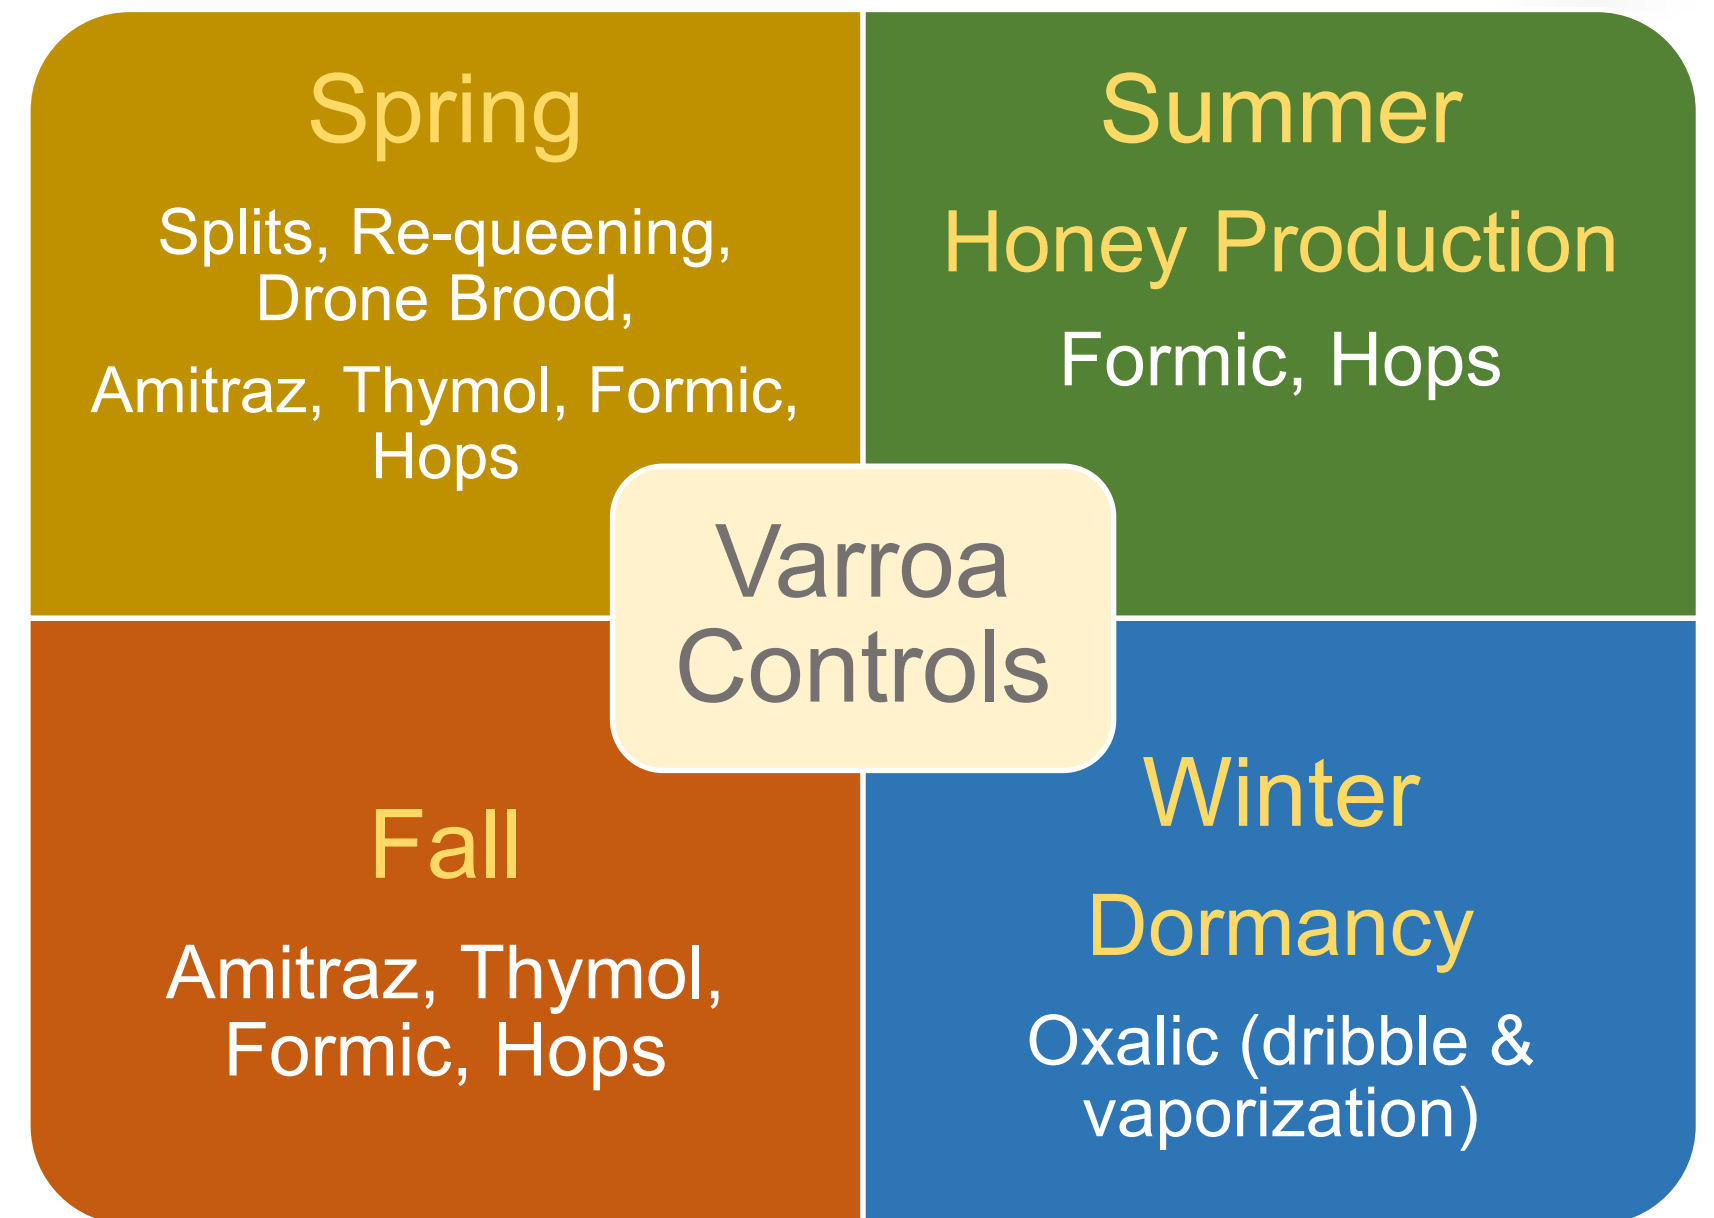 Spring
Splits, Re-queening,
Drone Brood,
Amitraz, Thymol, Formic,
Hops
Summer
Honey Production
Formic, Hops
Varroa
Controls
Fall
Amitraz, Thymol,
Formic, Hops
Winter
Dormancy
Oxalic (dribble &
vaporization)